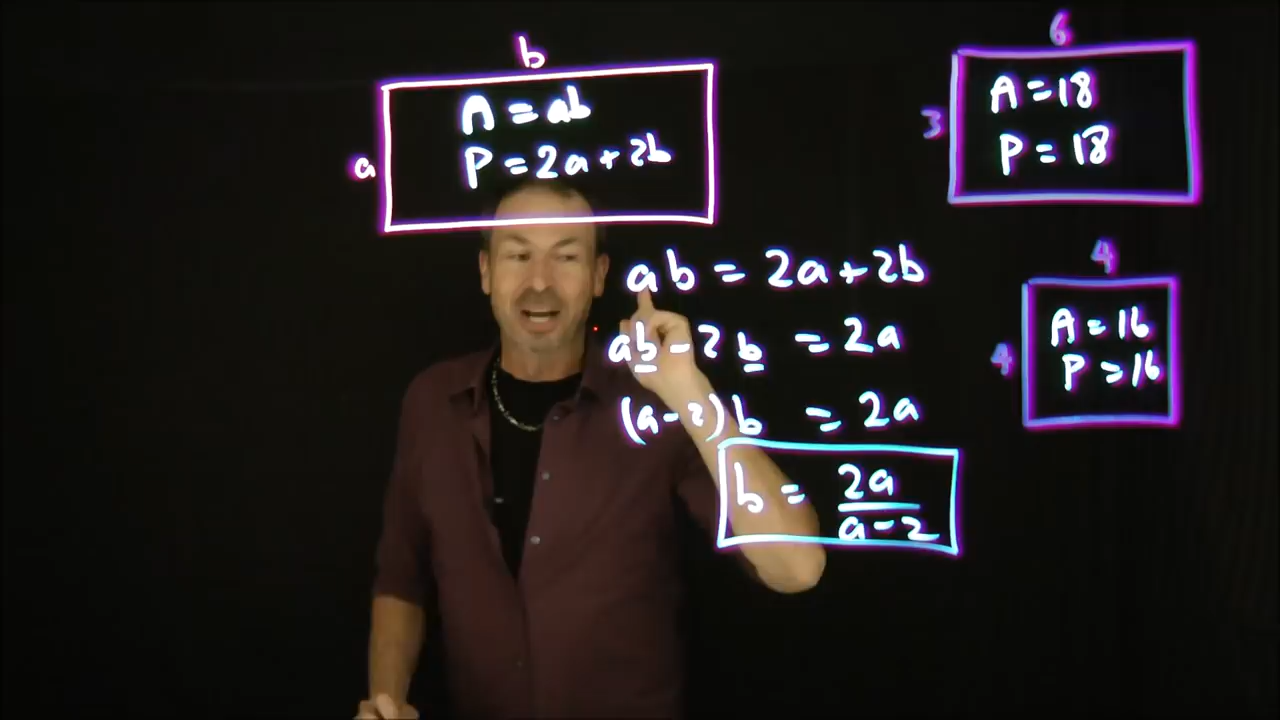 b
a
A = ab
P = 2a + 2b
6
3
A = 18
P = 18
ab = 2a + 2b
ab - 2b = 2a
(a - 2)b = 2a
b = 2a/a - 2
4
4
A = 16
P = 16